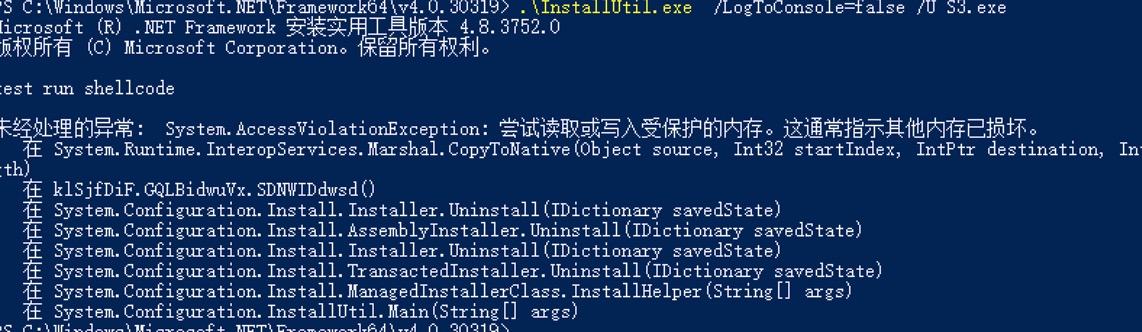 PS C:\Windows\Microsoft.NET\Framework64\v4.0.30319> .\InstallUtil.exe /LogToConsole=false /U S3.exe
Microsoft (R) .NET Framework 安装实用工具版本 4.8.3752.0
版权所有 (C) Microsoft Corporation。保留所有权利。
test run shellcode
未经处理的异常: System.AccessViolationException: 尝试读取或写入受保护的内存。这通常指示其他内存已损坏。
在 System.Runtime.InteropServices.Marshal.CopyToNative(Object source, Int32 startIndex, IntPtr destination, Int
gth)
在 klSjfDiF.GQLBidwuVx.SDNWIDdwsd()
在 System.Configuration.Install.Installer.Uninstall(IDictionary savedState)
在 System.Configuration.Install.AssemblyInstaller.Uninstall(IDictionary savedState)
在 System.Configuration.Install.Installer.Uninstall(IDictionary savedState)
在 System.Configuration.Install.TransactedInstaller.Uninstall(IDictionary savedState)
在 System.Configuration.Install.ManagedInstallerClass.InstallHelper(String[] args)
在 System.Configuration.Install.InstallUtil.Main(String[] args)
PS C:\Windows\Microsoft.NET\Framework64\v4.0.30319>